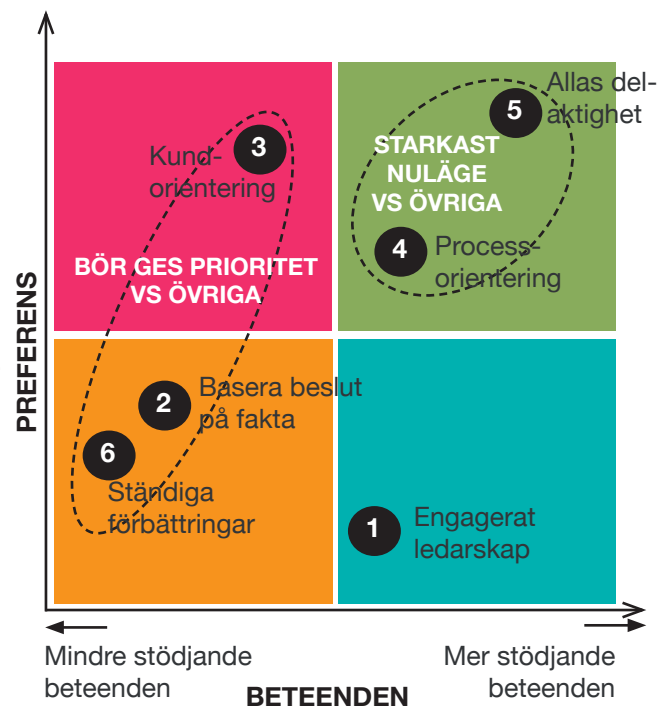 PREFERENS
5
Allas del-
aktighet
3
Kund-
orientering
STARKAST
NULÄGE
VS ÖVRIGA
4
Process-
orientering
BÖR GES PRIORITET
VS ÖVRIGA
2
Basera beslut
på fakta
6
Ständiga
förbättringar
1
Engagerat
ledarskap
Mindre stödjande
beteenden
BETEENDEN
Mer stödjande
beteenden